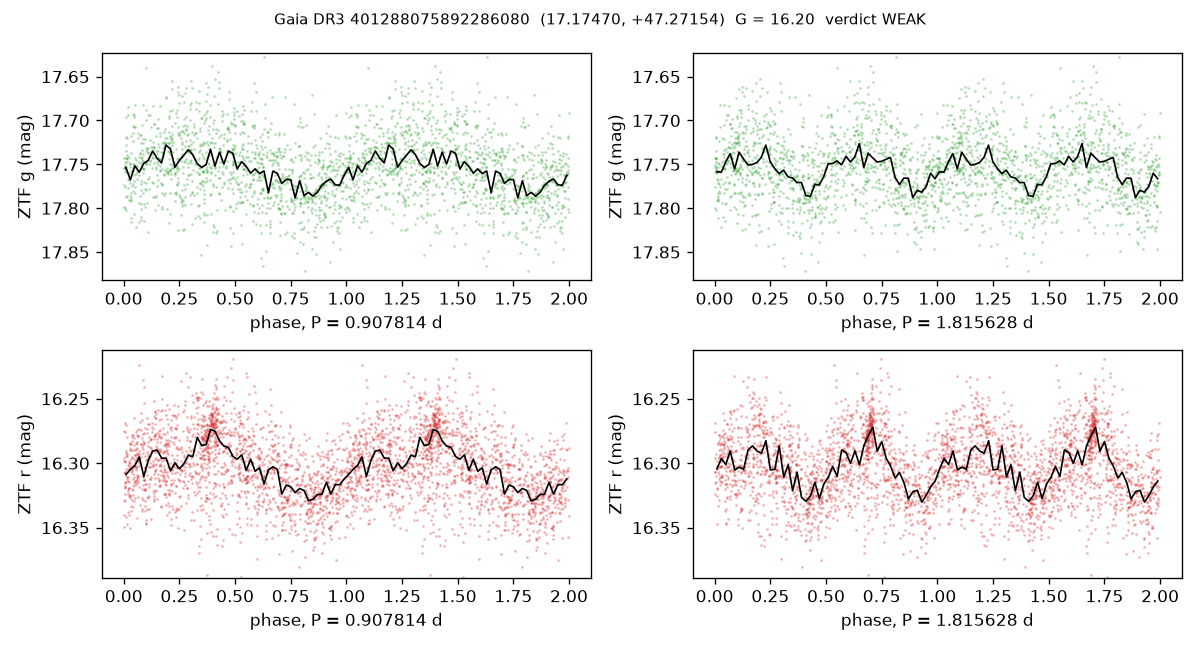 Gaia DR3 401288075892286080  (17.17470, +47.27154)  G = 16.20  verdict WEAK
ZTF g (mag)
17.65
17.70
17.75
17.80
17.85
0.00 0.25 0.50 0.75 1.00 1.25 1.50 1.75 2.00
phase, P = 0.907814 d
ZTF g (mag)
17.65
17.70
17.75
17.80
17.85
0.00 0.25 0.50 0.75 1.00 1.25 1.50 1.75 2.00
phase, P = 1.815628 d
ZTF r (mag)
16.25
16.30
16.35
0.00 0.25 0.50 0.75 1.00 1.25 1.50 1.75 2.00
phase, P = 0.907814 d
ZTF r (mag)
16.25
16.30
16.35
0.00 0.25 0.50 0.75 1.00 1.25 1.50 1.75 2.00
phase, P = 1.815628 d